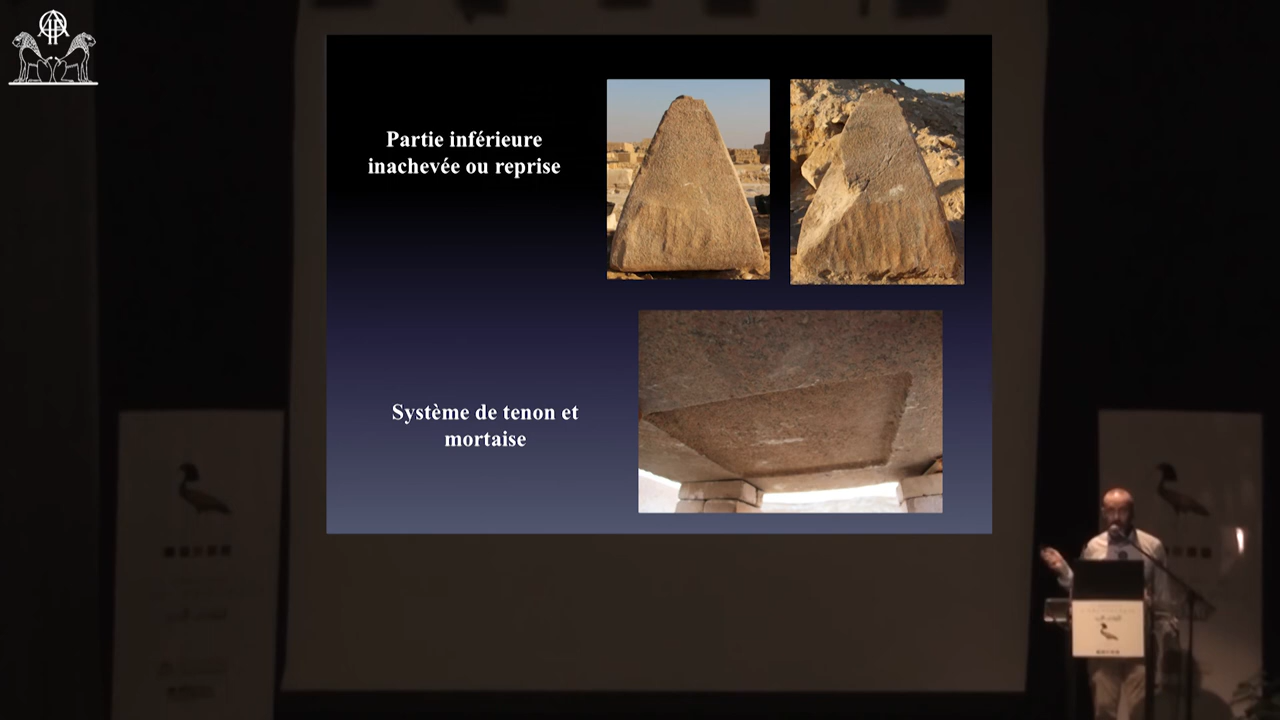 Partie inférieure
inachevée ou reprise
Système de tenon et
mortaise